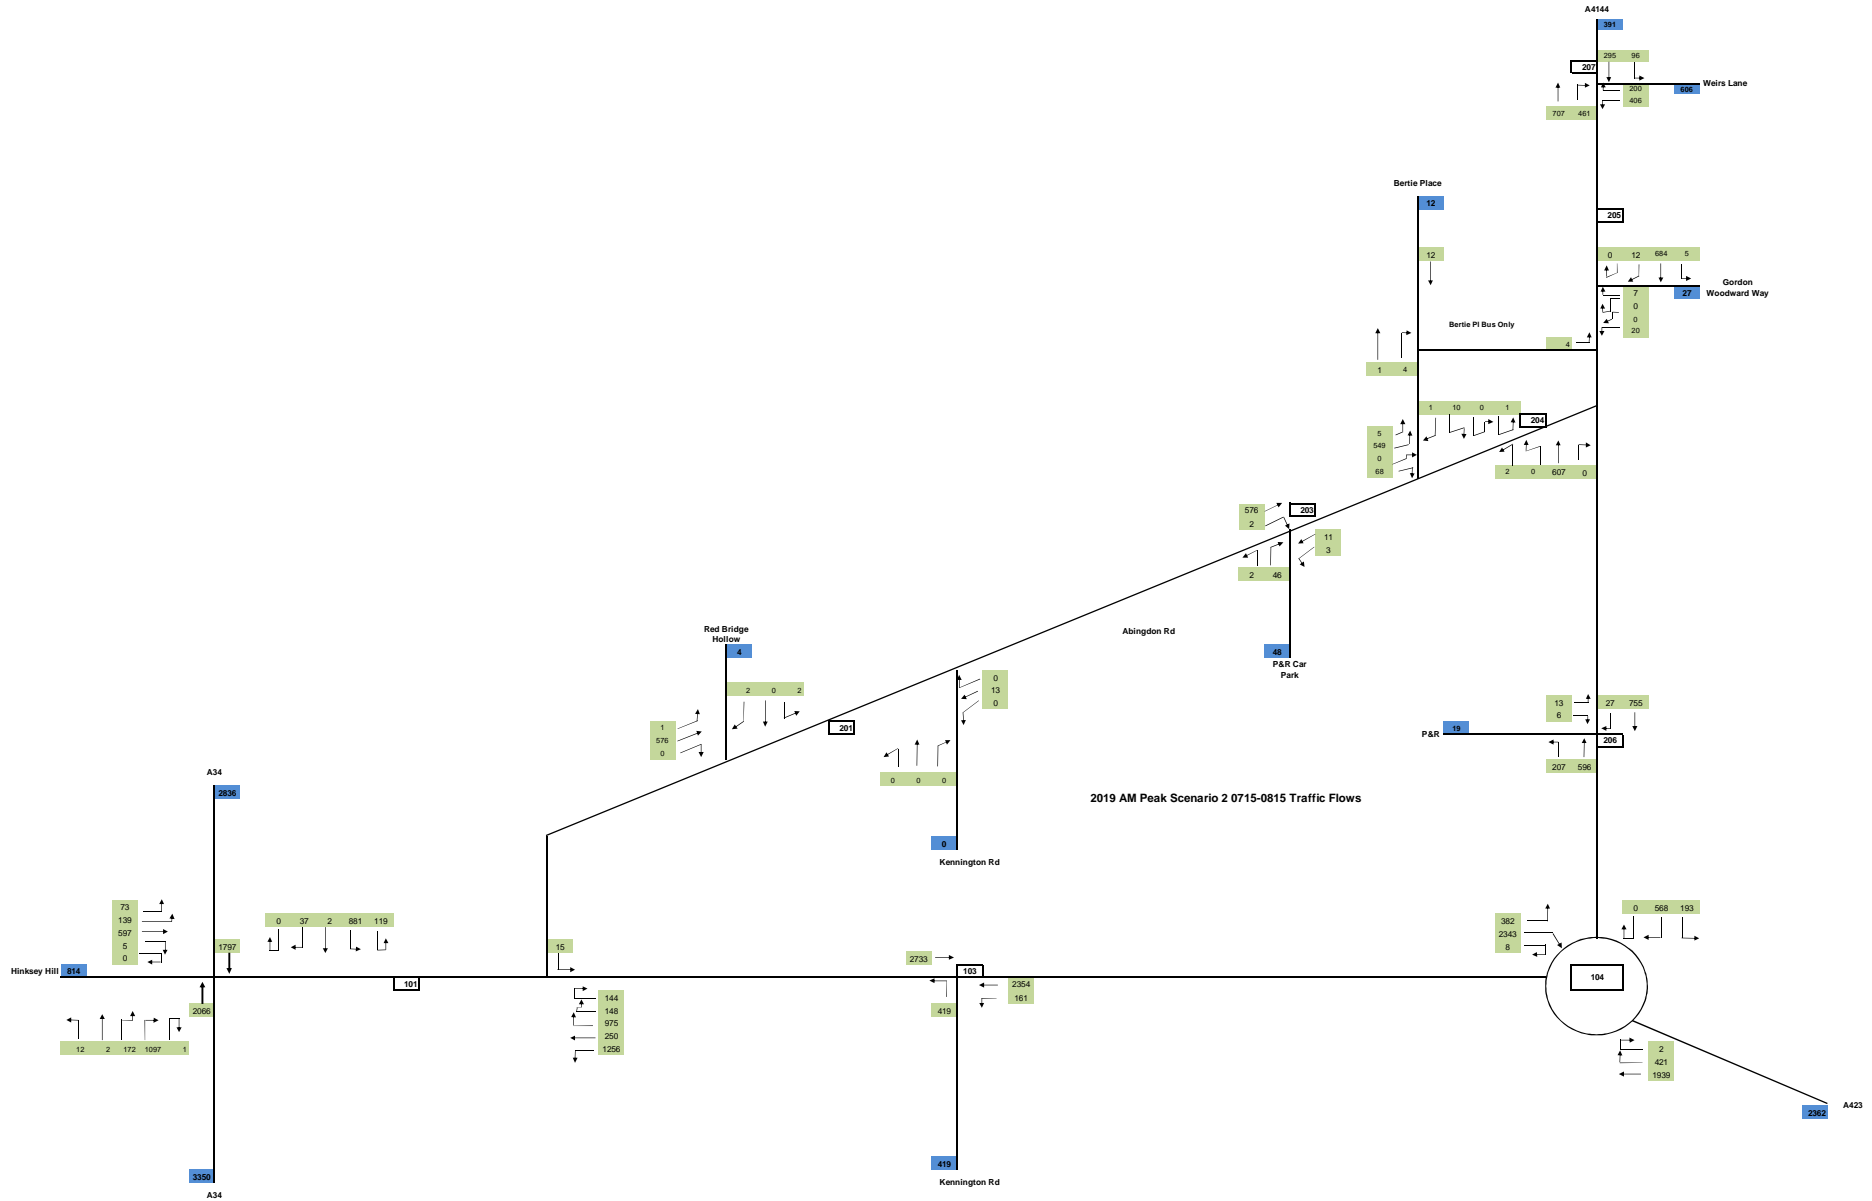 A4144
391
295 96
207
Weirs Lane
200
606
406
707 461
Bertie Place
12
205
12
0 12 684 5
Gordon
Woodward Way
7
27
0
0
20
Bertie Pl Bus Only
4
1 4
1 10 0 1
204
5
549
0
68
2 0 607 0
576
2
203
11
3
2 46
Red Bridge
Hollow
4
Abingdon Rd
48
P&R Car
Park
0
13
0
2 0 2
1
576
0
201
13
6
27 755
P&R
19
206
207 596
0 0 0
A34
2836
2019 AM Peak Scenario 2 0715-0815 Traffic Flows
0
Kennington Rd
73
139
597
5
0
0 37 2 881 119
1797
15
382
2343
8
0 568 193
Hinksey Hill
814
2733
103
104
101
2354
161
144
148
975
250
1256
2066
419
12 2 172 1097 1
2
421
1939
A423
2362
419
3350
Kennington Rd
A34